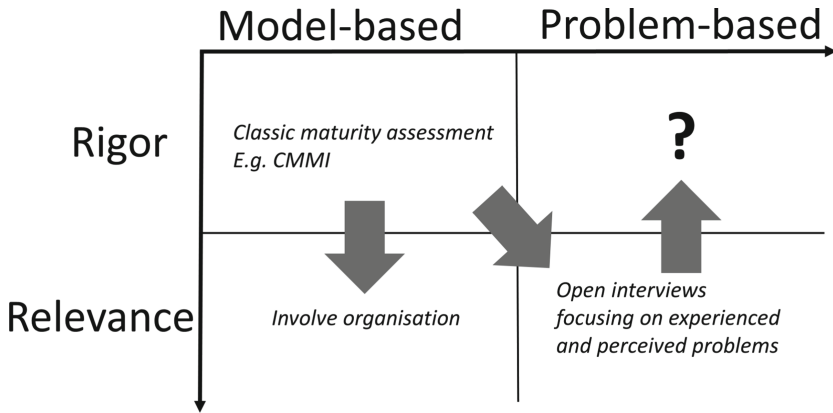 Model-based
Problem-based
Rigor
Classic maturity assessment
E.g. CMMI
?
Relevance
Involve organisation
Open interviews
focusing on experienced
and perceived problems